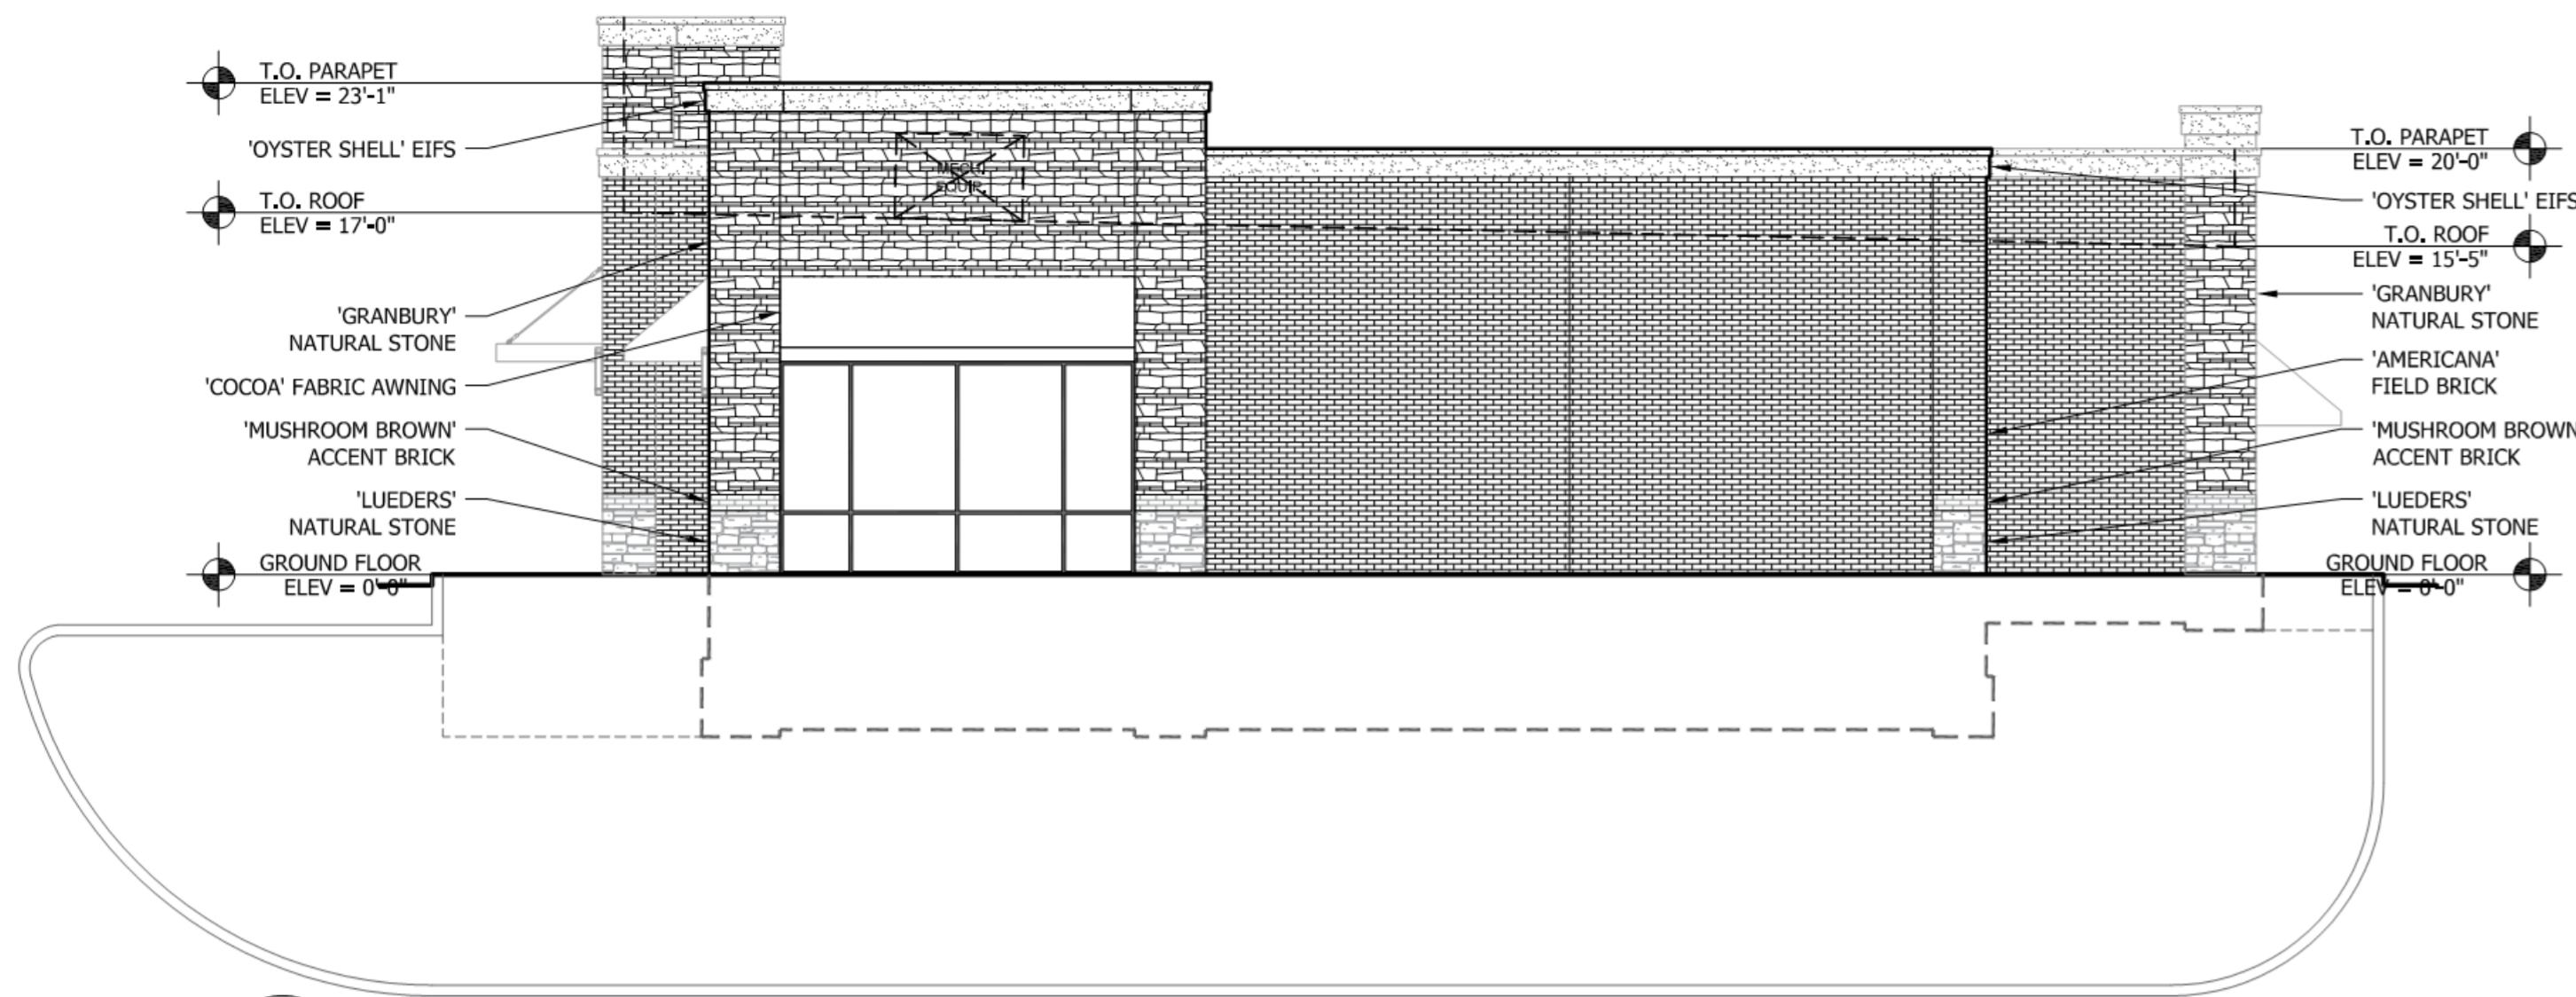 T.O. PARAPET
ELEV = 23'-1"
'OYSTER SHELL' EIFS
T.O. ROOF
ELEV = 17'-0"
'GRANBURY'
NATURAL STONE
'COCOA' FABRIC AWNING
'MUSHROOM BROWN'
ACCENT BRICK
'LUEDERS'
NATURAL STONE
GROUND FLOOR
ELEV = 0'-0"
MECH.
EQUIP.
T.O. PARAPET
ELEV = 20'-0"
'OYSTER SHELL' EIFS
T.O. ROOF
ELEV = 15'-5"
'GRANBURY'
NATURAL STONE
'AMERICANA'
FIELD BRICK
'MUSHROOM BROWN
ACCENT BRICK
'LUEDERS'
NATURAL STONE
GROUND FLOOR
ELEV = 0'-0"